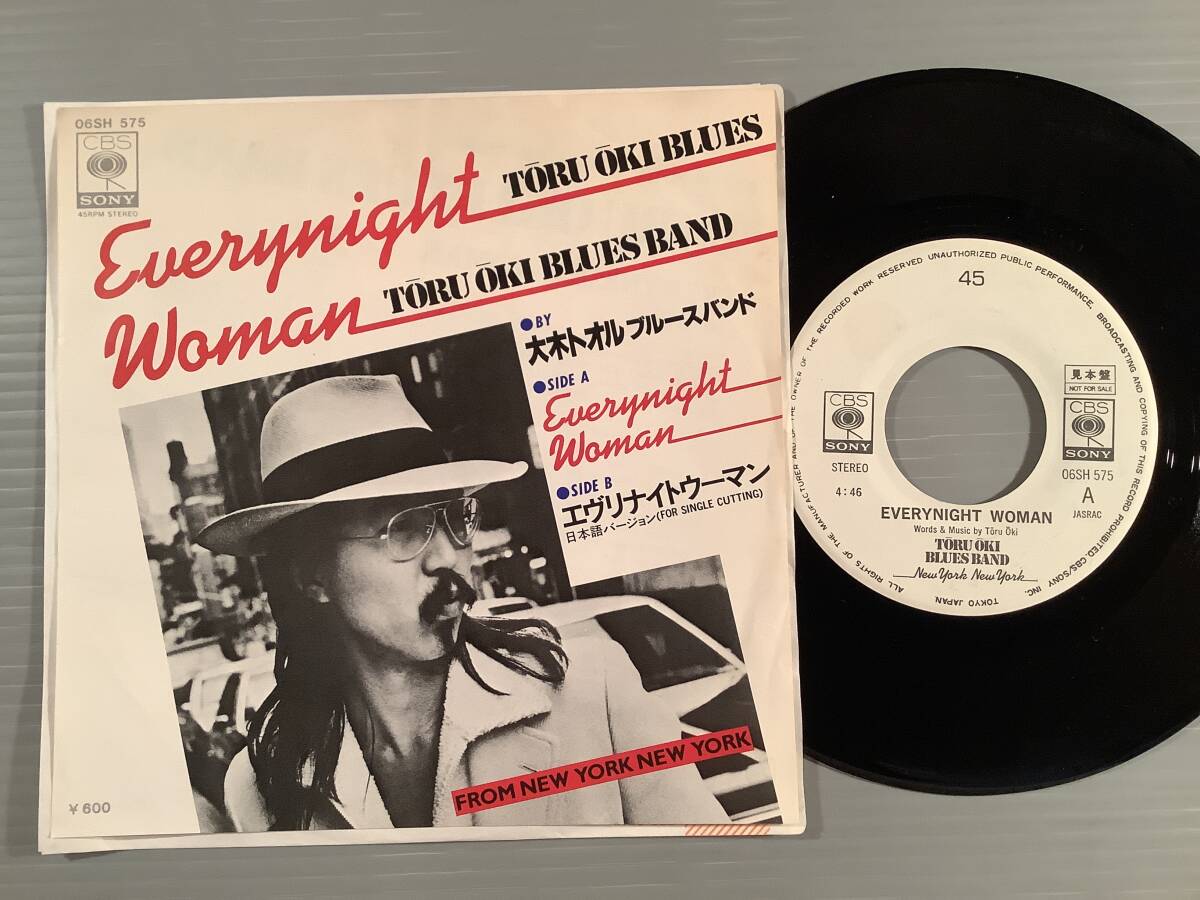 06SH 575
CBS
SONY
45RPM STEREO
Everynight
TŌRU ŌKI BLUES
Woman
TŌRU ŌKI BLUES BAND
●BY
大木トオル ブルースバンド
●SIDE A
Everynight
Woman
●SIDE B
エヴリナイトウーマン
日本語バージョン(FOR SINGLE CUTTING)
FROM NEW YORK NEW YORK
¥600
ALL RIGHTS OF THE MANUFACTURER AND OF THE OWNER OF THE RECORDED WORK RESERVED UNAUTHORIZED PUBLIC PERFORMANCE, BROADCASTING AND COPYING OF THIS RECORD PROHIBITED. CBS/SONY INC. TOKYO JAPAN.
45
見本盤
NOT FOR SALE
CBS
SONY
CBS
SONY
STEREO
06SH 575
4:46
A
JASRAC
EVERYNIGHT WOMAN
Words & Music by Tōru Ōki
TŌRU ŌKI
BLUES BAND
New York New York